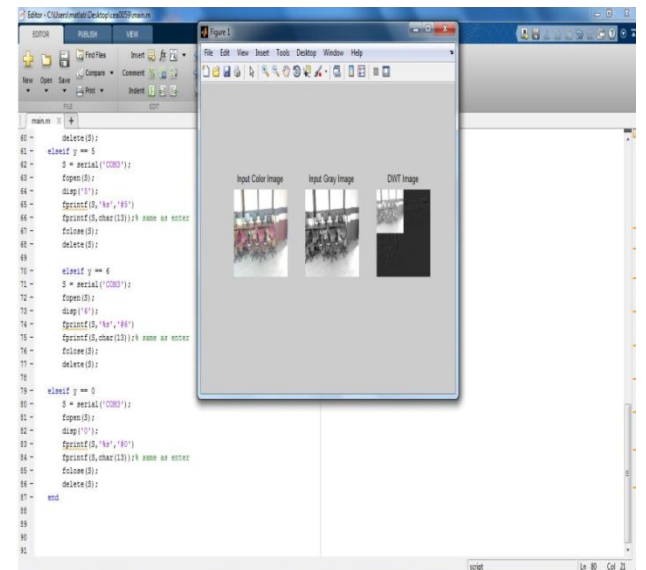 Editor - C:\Users\matlab\Desktop\ces0059\main.m
EDITOR PUBLISH VIEW
New Open Save
Find Files
Compare
Print
FILE
Insert fx
Comment
Indent
EDIT
main.m × +
Figure 1
File Edit View Insert Tools Desktop Window Help
Input Color Image Input Gray Image DWT Image
60 - delete(S);
61 - elseif y == 5
62 - S = serial('COM3');
63 - fopen(S);
64 - disp('5');
65 - fprintf(S,'%s','#5')
66 - fprintf(S,char(13));% same as enter
67 - fclose(S);
68 - delete(S);
69
70 - elseif y == 6
71 - S = serial('COM3');
72 - fopen(S);
73 - disp('6');
74 - fprintf(S,'%s','#6')
75 - fprintf(S,char(13));% same as enter
76 - fclose(S);
77 - delete(S);
78
79 - elseif y == 0
80 - S = serial('COM3');
81 - fopen(S);
82 - disp('0');
83 - fprintf(S,'%s','#0')
84 - fprintf(S,char(13));% same as enter
85 - fclose(S);
86 - delete(S);
87 - end
88
89
90
91
script Ln 80 Col 21